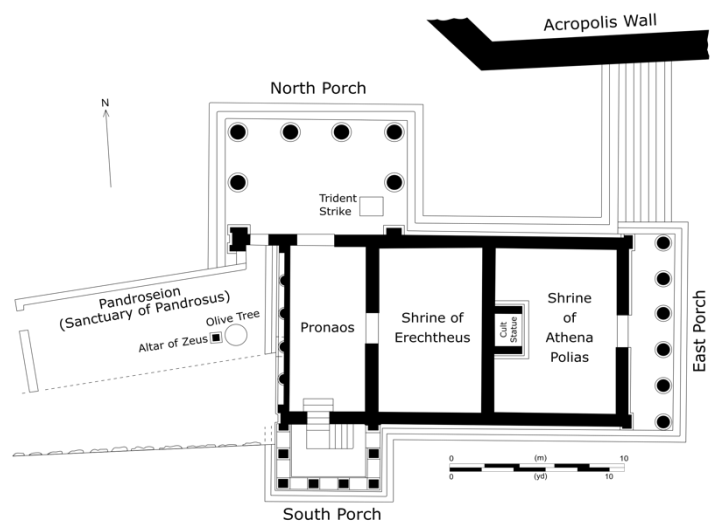 Acropolis Wall
North Porch
N
Trident
Strike
Pandroseion
(Sanctuary of Pandrosus)
Olive Tree
Altar of Zeus
Pronaos
Shrine of
Erechtheus
Cult
Statue
Shrine
of
Athena
Polias
East Porch
0 (m) 10
0 (yd) 10
South Porch